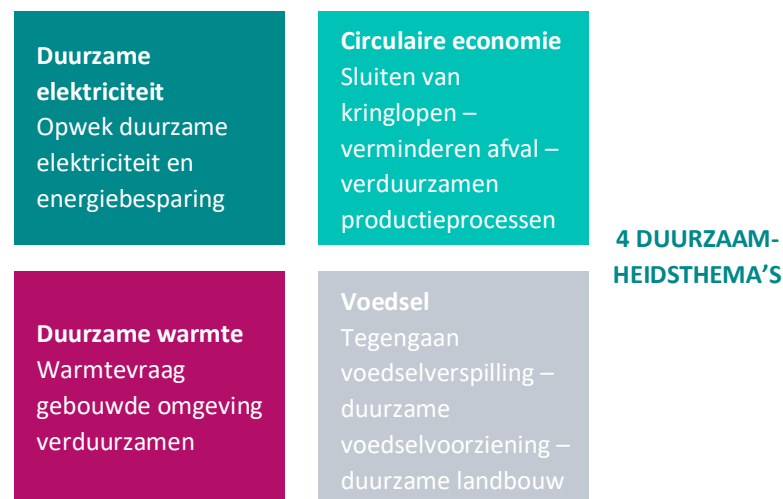 Duurzame
elektriciteit
Opwek duurzame
elektriciteit en
energiebesparing
Circulaire economie
Sluiten van
kringlopen –
verminderen afval –
verduurzamen
productieprocessen
4 DUURZAAM-
HEIDSTHEMA’S
Duurzame warmte
Warmtevraag
gebouwde omgeving
verduurzamen
Voedsel
Tegengaan
voedselverspilling –
duurzame
voedselvoorziening –
duurzame landbouw